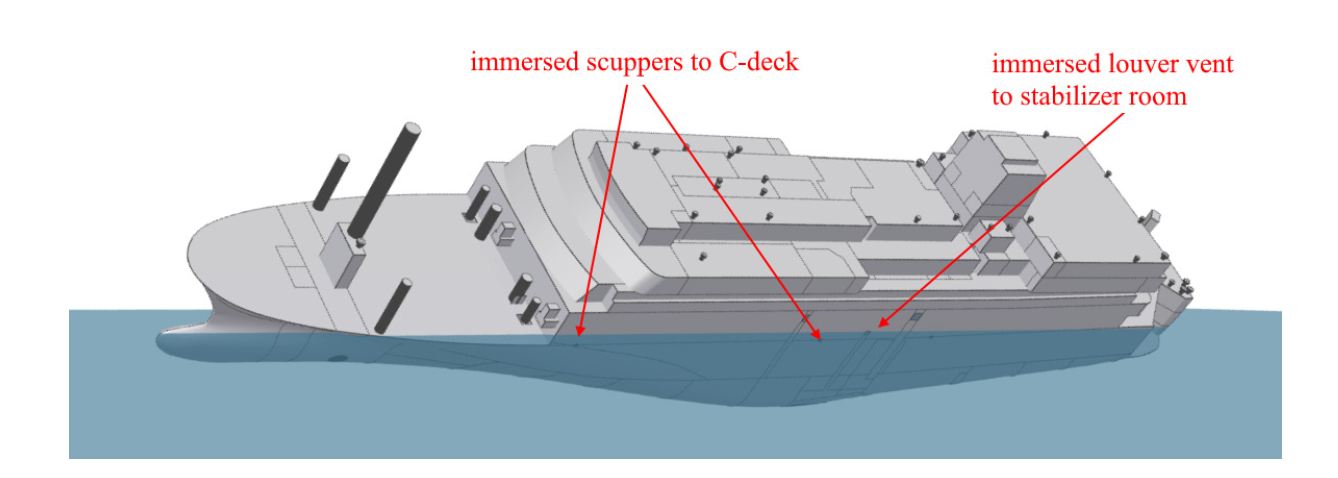 immersed scuppers to C-deck
immersed louver vent
to stabilizer room